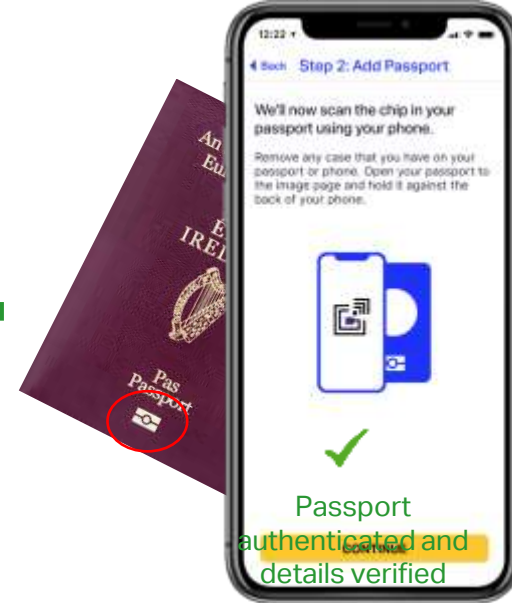 An
Eu
É
IREL
Pas
Passport
12:22
Back Step 2: Add Passport
We'll now scan the chip in your
passport using your phone.
Remove any case that you have on your
passport or phone. Open your passport to
the image page and hold it against the
back of your phone.
CONTINUE
Passport
authenticated and
details verified